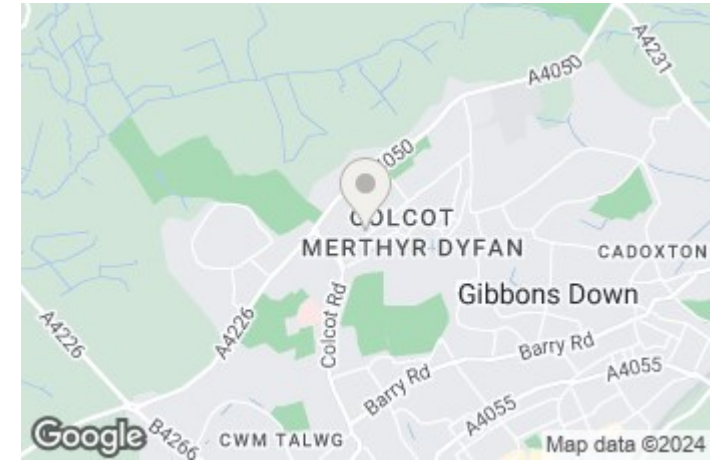 A4050
A4231
050
COLCOT
MERTHYR DYFAN
CADOXTON
Gibbons Down
A4226
A4226
Colcot Rd
Barry Rd
A4055
Barry Rd
A4055
B4266
CWM TALWG
Google
Map data ©2024